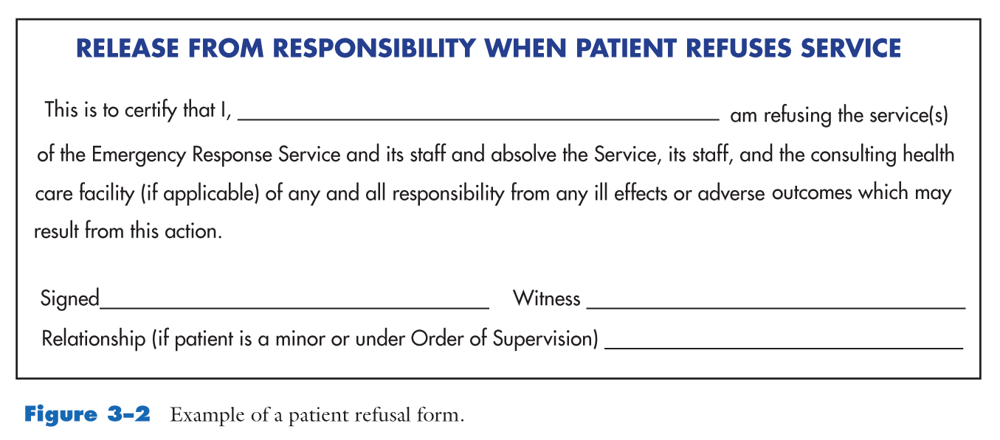 RELEASE FROM RESPONSIBILITY WHEN PATIENT REFUSES SERVICE
This is to certify that I, ______________________ am refusing the service(s)
of the Emergency Response Service and its staff and absolve the Service, its staff, and the consulting health
care facility (if applicable) of any and all responsibility from any ill effects or adverse outcomes which may
result from this action.
Signed______________________ Witness ______________________
Relationship (if patient is a minor or under Order of Supervision) ______________________
Figure 3–2 Example of a patient refusal form.